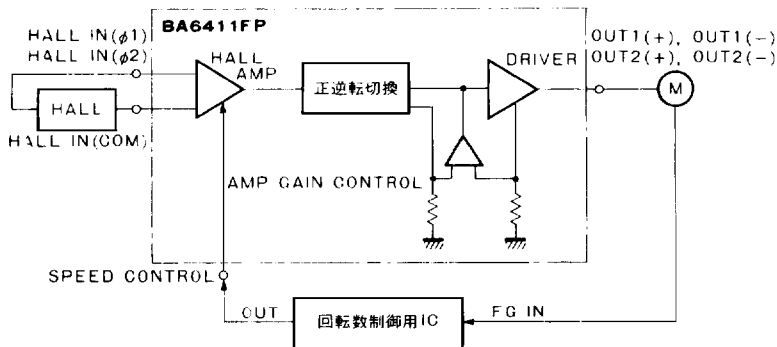 BA6411FP
HALL IN(φ1)
HALL IN(φ2)
HALL
HALL IN(COM)
HALL
AMP
正逆転切換
DRIVER
OUT1(+), OUT1(−)
OUT2(+), OUT2(−)
M
AMP GAIN CONTROL
SPEED CONTROL
OUT
回転数制御用IC
FG IN